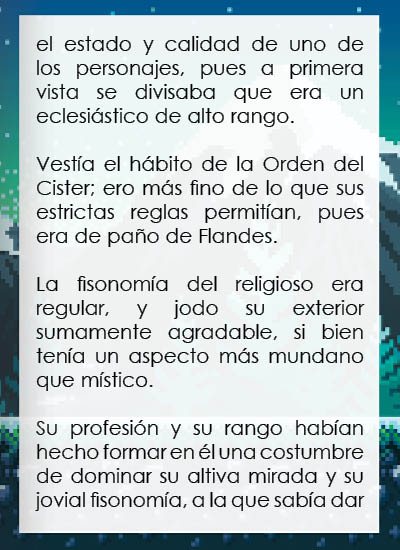 el estado y calidad de uno de
los personajes, pues a primera
vista se divisaba que era un
eclesiástico de alto rango.
Vestía el hábito de la Orden del
Cister; ero más fino de lo que sus
estrictas reglas permitían, pues
era de paño de Flandes.
La fisonomía del religioso era
regular, y jodo su exterior
sumamente agradable, si bien
tenía un aspecto más mundano
que místico.
Su profesión y su rango habían
hecho formar en él una costumbre
de dominar su altiva mirada y su
jovial fisonomía, a la que sabía dar